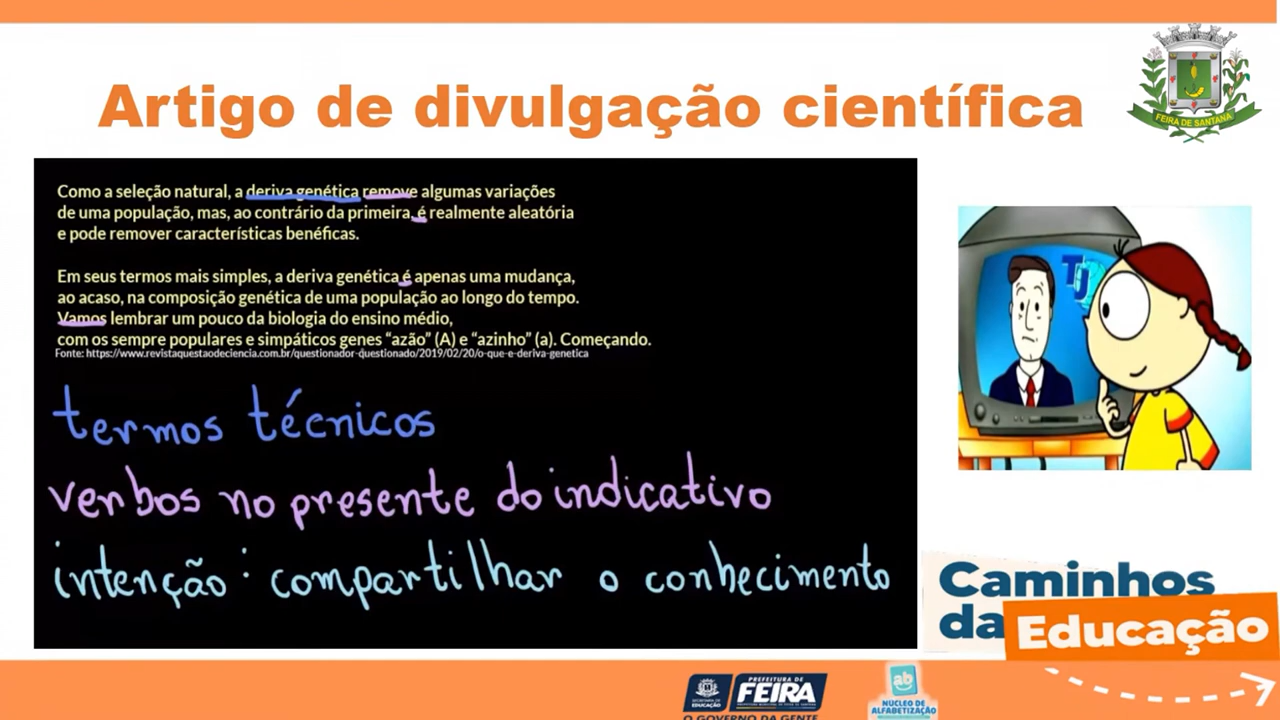 Artigo de divulgação científica
FEIRA DE SANTANA
Como a seleção natural, a deriva genética remove algumas variações
de uma população, mas, ao contrário da primeira, é realmente aleatória
e pode remover características benéficas.
Em seus termos mais simples, a deriva genética é apenas uma mudança,
ao acaso, na composição genética de uma população ao longo do tempo.
Vamos lembrar um pouco da biologia do ensino médio,
com os sempre populares e simpáticos genes “azão” (A) e “azinho” (a). Começando.
Fonte: https://www.revistaquestaodeciencia.com.br/questionador-questionado/2019/02/20/o-que-e-deriva-genetica
termos técnicos
verbos no presente do indicativo
intenção: compartilhar o conhecimento
Caminhos
da Educação
SECRETARIA DE
EDUCAÇÃO
PREFEITURA DE
FEIRA
O GOVERNO DA GENTE
ab
NÚCLEO DE
ALFABETIZAÇÃO